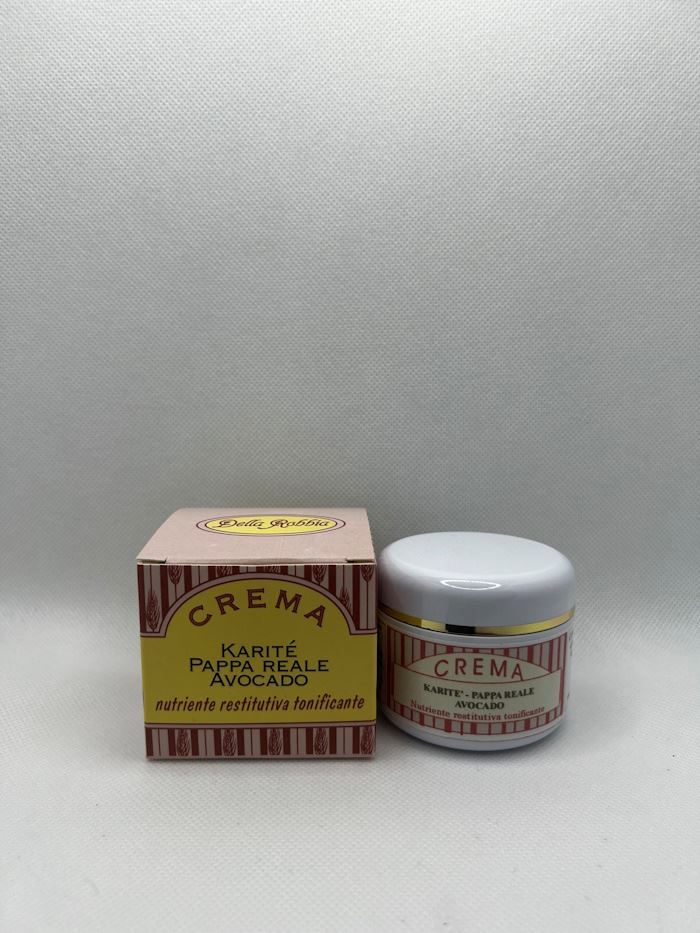 Della Robbia
CREMA
KARITÉ
PAPPA REALE
AVOCADO
nutriente restitutiva tonificante
CREMA
KARITE' - PAPPA REALE
AVOCADO
Nutriente restitutiva tonificante